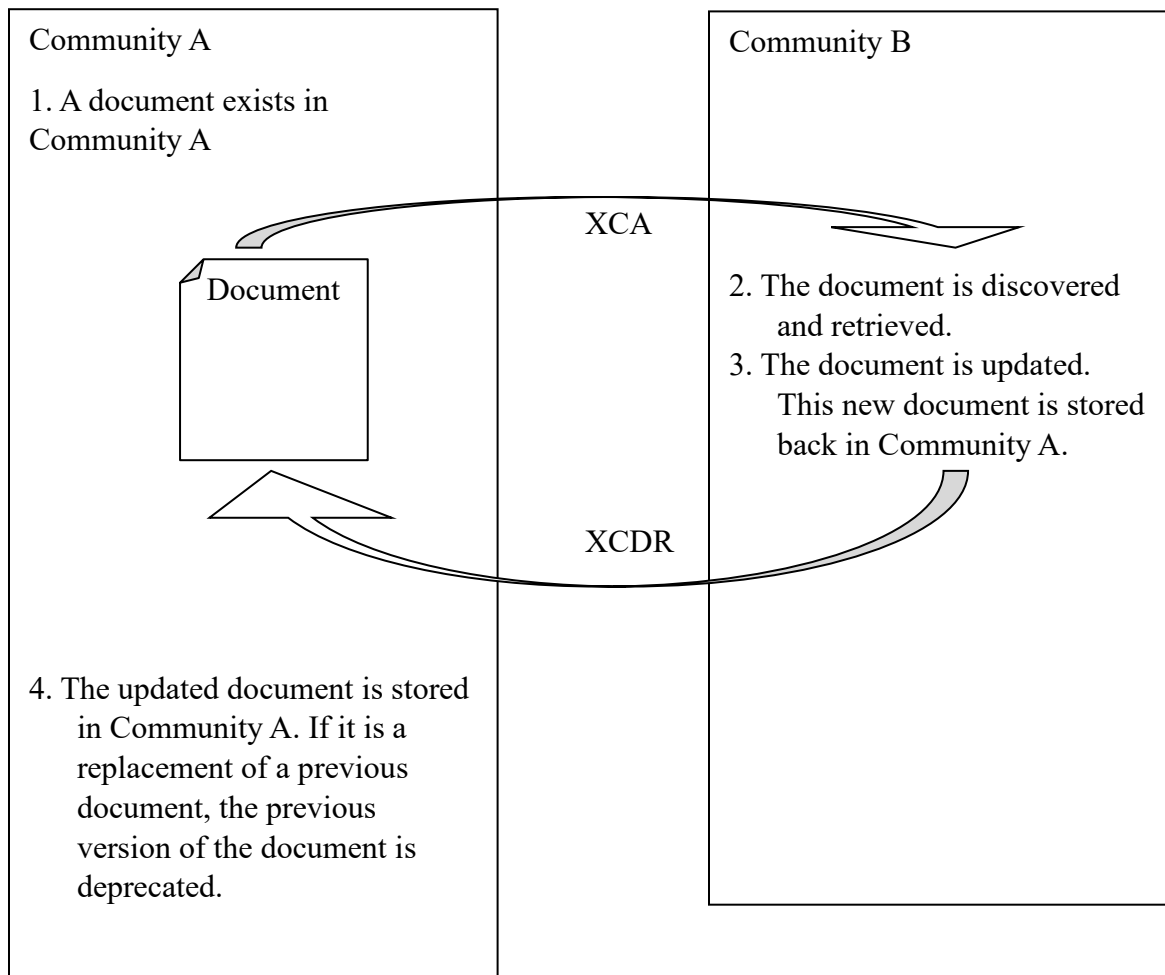 Community A
1. A document exists in
Community A
Document
XCA
XCDR
Community B
2. The document is discovered
and retrieved.
3. The document is updated.
This new document is stored
back in Community A.
4. The updated document is stored
in Community A. If it is a
replacement of a previous
document, the previous
version of the document is
deprecated.